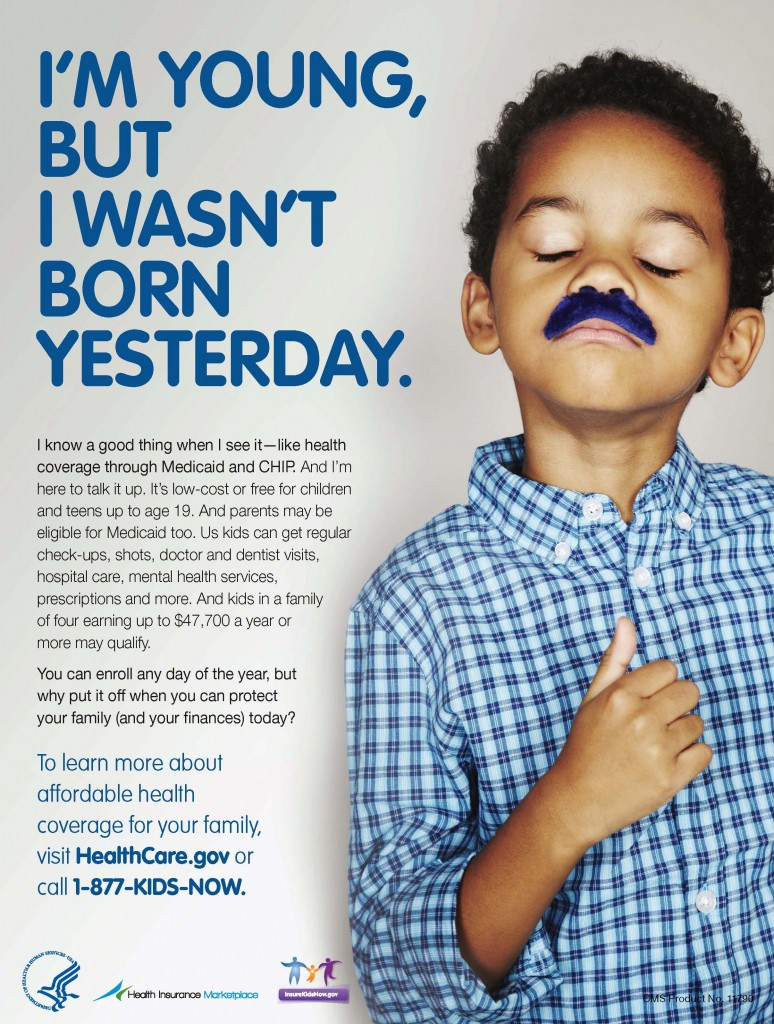 I'M YOUNG,
BUT
I WASN'T
BORN
YESTERDAY.
I know a good thing when I see it—like health
coverage through Medicaid and CHIP. And I'm
here to talk it up. It's low-cost or free for children
and teens up to age 19. And parents may be
eligible for Medicaid too. Us kids can get regular
check-ups, shots, doctor and dentist visits,
hospital care, mental health services,
prescriptions and more. And kids in a family
of four earning up to $47,700 a year or
more may qualify.
You can enroll any day of the year, but
why put it off when you can protect
your family (and your finances) today?
To learn more about
affordable health
coverage for your family,
visit HealthCare.gov or
call 1-877-KIDS-NOW.
DEPARTMENT OF HEALTH & HUMAN SERVICES · USA
Health Insurance Marketplace
InsureKidsNow.gov
CMS Product No. 11790